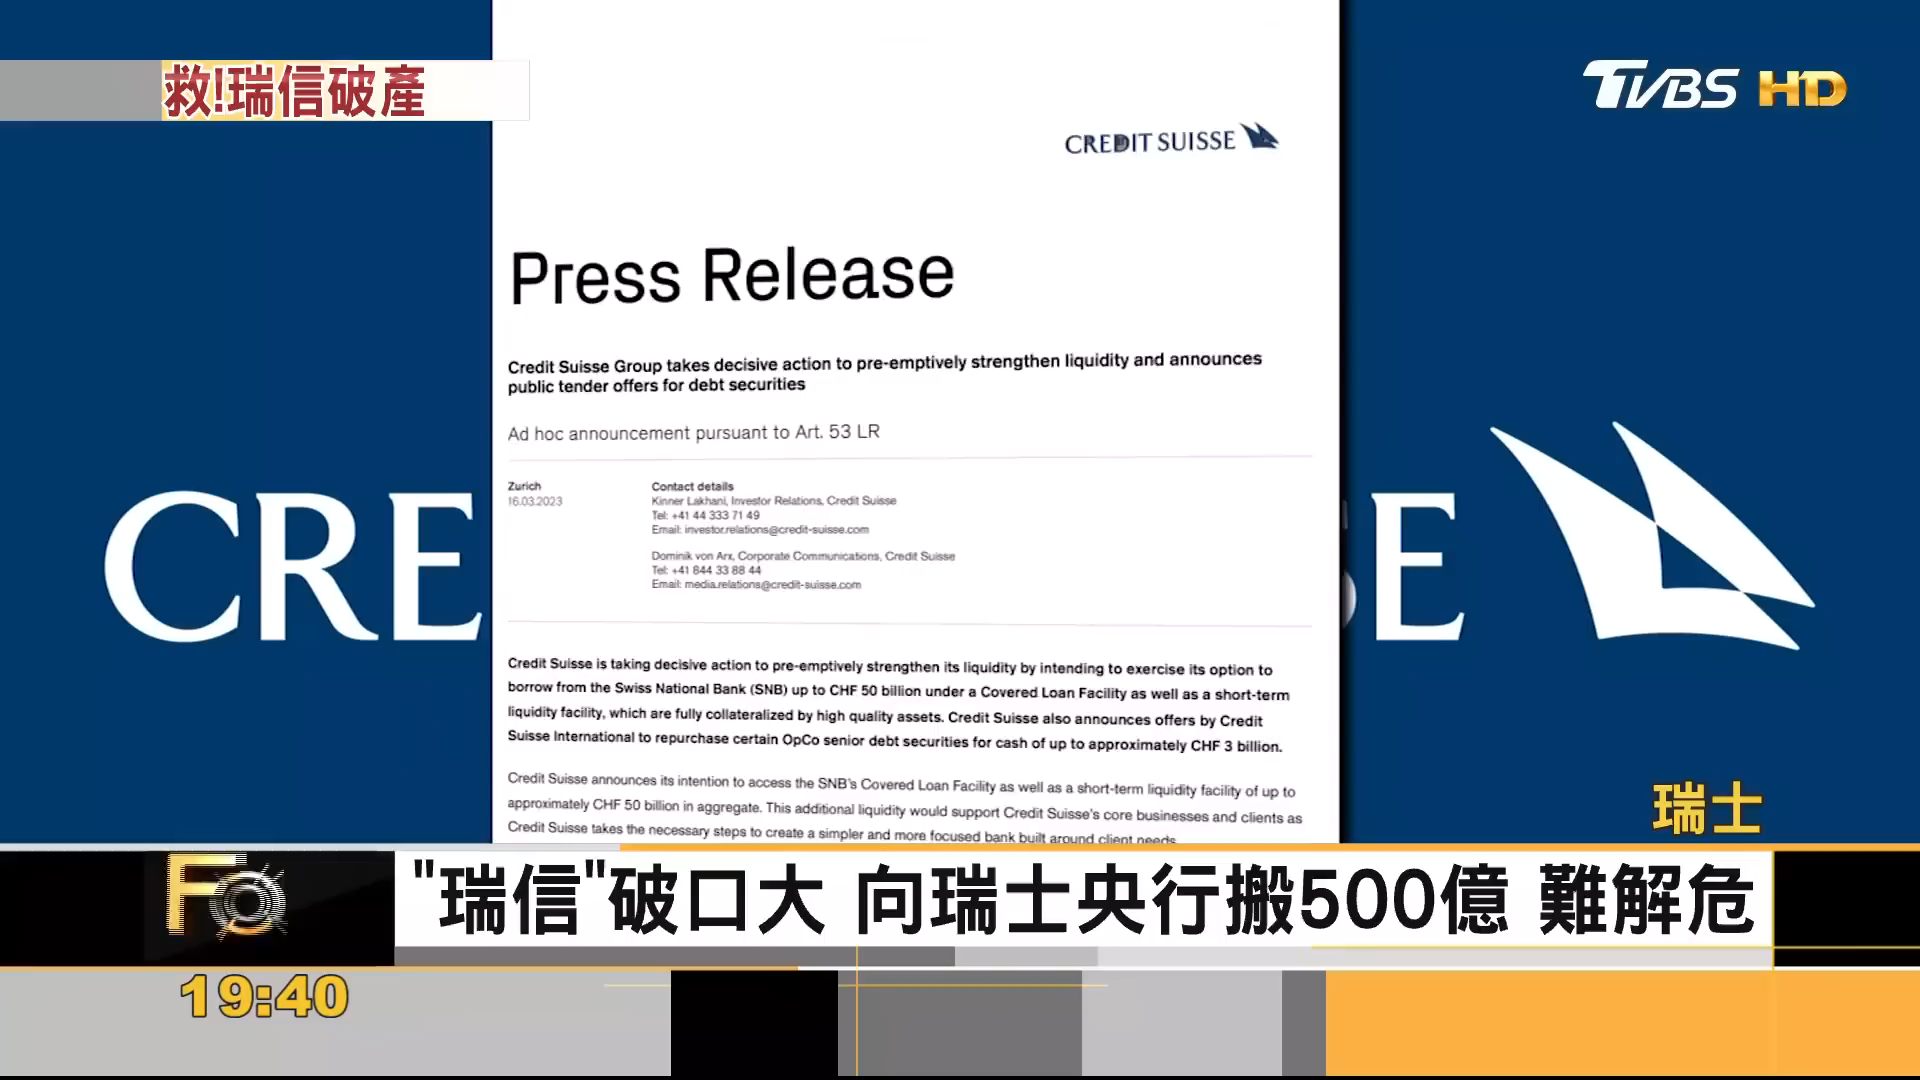 救!瑞信破產
TVBS HD
CREDIT SUISSE
Press Release
Credit Suisse Group takes decisive action to pre-emptively strengthen liquidity and announces
public tender offers for debt securities
Ad hoc announcement pursuant to Art. 53 LR
Zurich
16.03.2023
Contact details
Kinner Lakhani, Investor Relations, Credit Suisse
Tel: +41 44 333 71 49
Email: investor.relations@credit-suisse.com
Dominik von Arx, Corporate Communications, Credit Suisse
Tel: +41 844 33 88 44
Email: media.relations@credit-suisse.com
CRE
SE
Credit Suisse is taking decisive action to pre-emptively strengthen its liquidity by intending to exercise its option to
borrow from the Swiss National Bank (SNB) up to CHF 50 billion under a Covered Loan Facility as well as a short-term
liquidity facility, which are fully collateralized by high quality assets. Credit Suisse also announces offers by Credit
Suisse International to repurchase certain OpCo senior debt securities for cash of up to approximately CHF 3 billion.
Credit Suisse announces its intention to access the SNB's Covered Loan Facility as well as a short-term liquidity facility of up to
approximately CHF 50 billion in aggregate. This additional liquidity would support Credit Suisse's core businesses and clients as
Credit Suisse takes the necessary steps to create a simpler and more focused bank built around client needs.
瑞士
"瑞信"破口大 向瑞士央行搬500億 難解危
19:40